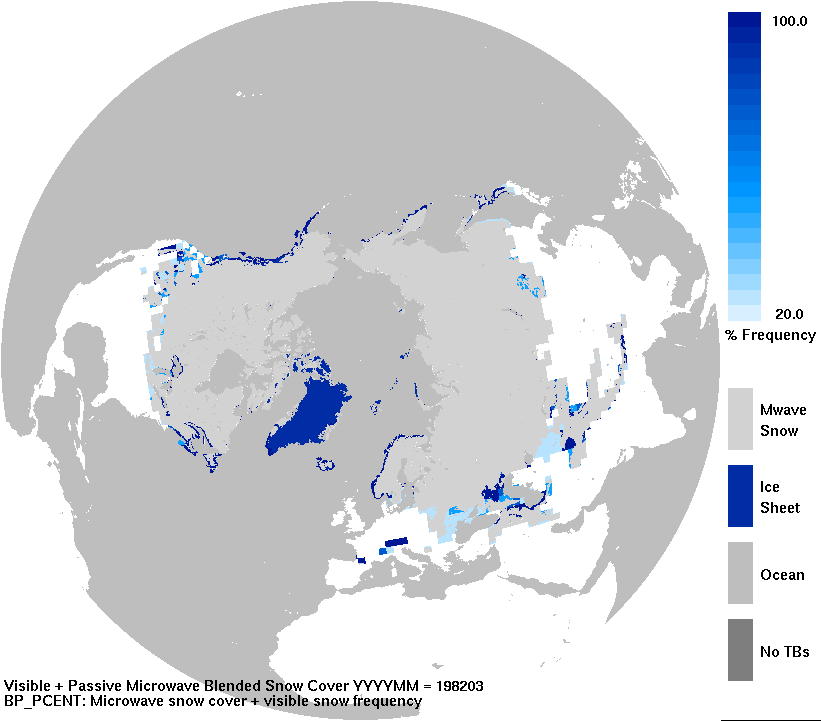 100.0
20.0
% Frequency
Mwave
Snow
Ice
Sheet
Ocean
No TBs
Visible + Passive Microwave Blended Snow Cover YYYYMM = 198203
BP_PCENT: Microwave snow cover + visible snow frequency